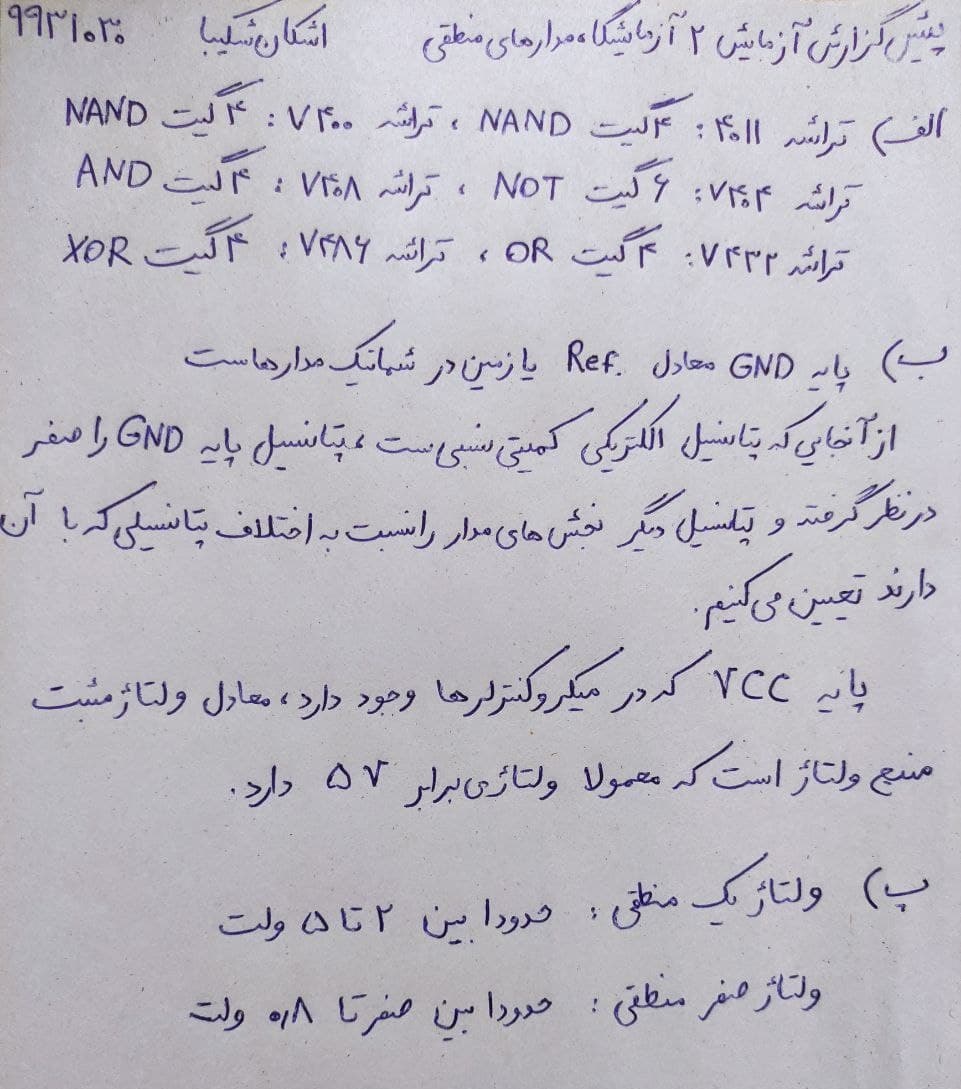 پیش گزارش آزمایش ۲ آزمایشگاه مدارهای منطقی اشکان شکیبا ۹۹۳۱۰۳۰
الف) تراشه ۴۰۱۱: ۴ گیت NAND ، تراشه ۷۴۰۰: ۴ گیت NAND
تراشه ۷۴۰۴: ۶ گیت NOT ، تراشه ۷۴۰۸: ۴ گیت AND
تراشه ۷۴۳۲: ۴ گیت OR ، تراشه ۷۴۸۶: ۴ گیت XOR
ب) پایه GND معادل Ref. یا زمین در شماتیک مدارهاست
از آنجایی که پتانسیل الکتریکی کمیتی نسبی ست، پتانسیل پایه GND را صفر
در نظر گرفته و پتانسیل دیگر بخش های مدار را نسبت به اختلاف پتانسیلی که با آن
دارند تعیین می کنیم.
پایه VCC که در میکروکنترلرها وجود دارد، معادل ولتاژ مثبت
منبع ولتاژ است که معمولا ولتاژی برابر ۵V دارد.
پ) ولتاژ یک منطقی: حدودا بین ۲ تا ۵ ولت
ولتاژ صفر منطقی: حدودا بین صفر تا ۰٫۸ ولت